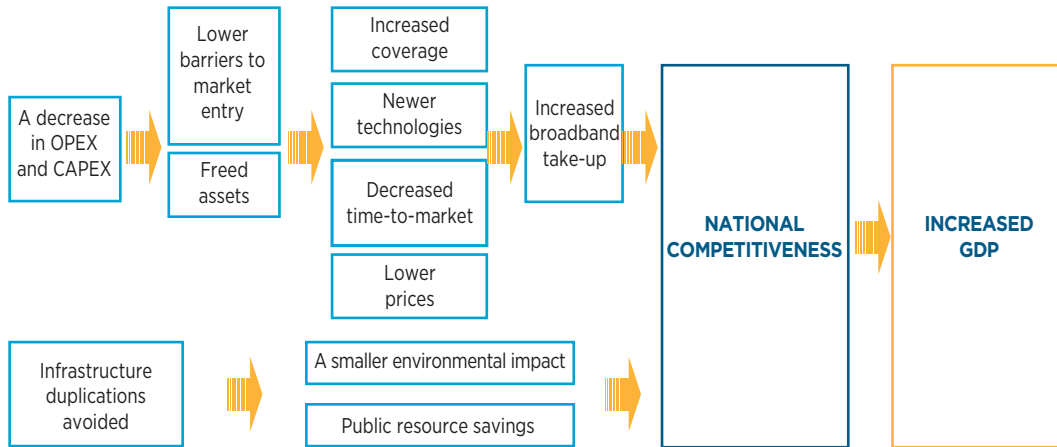 A decrease
in OPEX
and CAPEX
Lower
barriers to
market
entry
Freed
assets
Increased
coverage
Newer
technologies
Decreased
time-to-market
Lower
prices
Increased
broadband
take-up
NATIONAL
COMPETITIVENESS
INCREASED
GDP
Infrastructure
duplications
avoided
A smaller environmental impact
Public resource savings